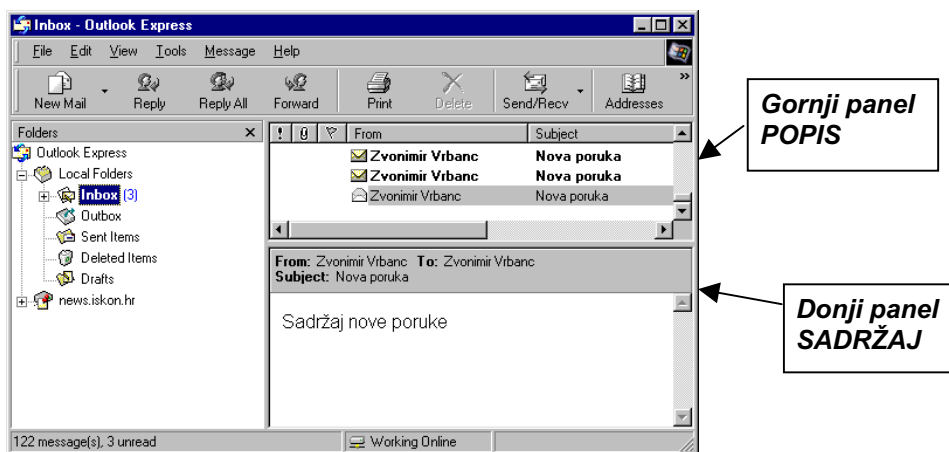 Inbox - Outlook Express
File Edit View Tools Message Help
New Mail Reply Reply All Forward Print Delete Send/Recv Addresses »
Folders x ! From Subject
Outlook Express
Local Folders
Inbox (3)
Outbox
Sent Items
Deleted Items
Drafts
news.iskon.hr
Zvonimir Vrbanc Nova poruka
Zvonimir Vrbanc Nova poruka
Zvonimir Vrbanc Nova poruka
From: Zvonimir Vrbanc To: Zvonimir Vrbanc
Subject: Nova poruka
Sadržaj nove poruke
122 message(s), 3 unread Working Online
Gornji panel
POPIS
Donji panel
SADRŽAJ